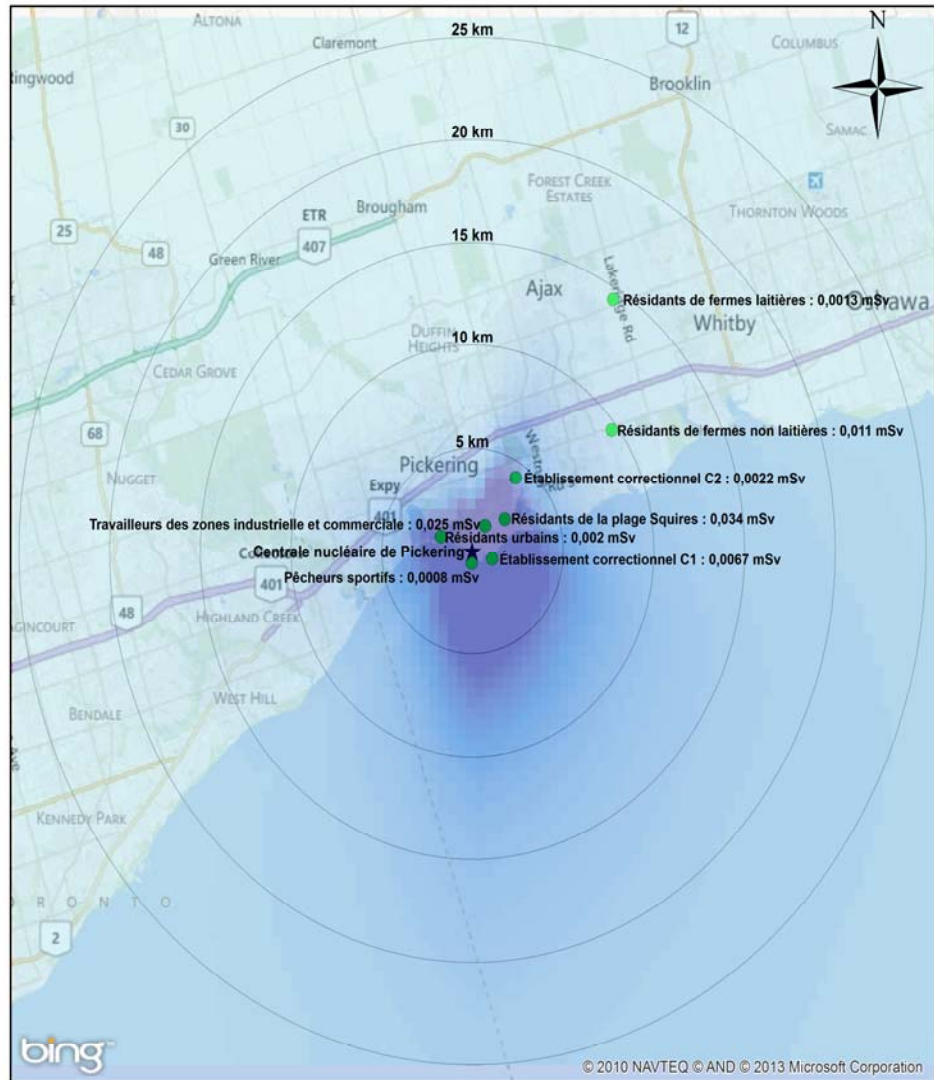 ALTONA
25 km
12
N
Ringwood
Claremont
COLUMBUS
Brooklin
30
20 km
SAMAC
FOREST CREEK
ESTATES
ETR
Brougham
THORNTON WOODS
25
48
407
15 km
Green River
Lakeridge Rd
Ajax
Résidants de fermes laitières : 0,0013 mSv
Oshawa
Whitby
DUFFIN
HEIGHTS
10 km
CEDAR GROVE
68
5 km
Résidants de fermes non laitières : 0,011 mSv
Pickering
NUGGET
Établissement correctionnel C2 : 0,0022 mSv
Expy
401
Travailleurs des zones industrielle et commerciale : 0,025 mSv
Résidants de la plage Squires : 0,034 mSv
Résidants urbains : 0,002 mSv
Centrale nucléaire de Pickering
Établissement correctionnel C1 : 0,0067 mSv
401
Pêcheurs sportifs : 0,0008 mSv
48
HIGHLAND CREEK
GINCOURT
WEST HILL
BENDALE
Ave
KENNEDY PARK
O R O N T O
2
bing
© 2010 NAVTEQ © AND © 2013 Microsoft Corporation